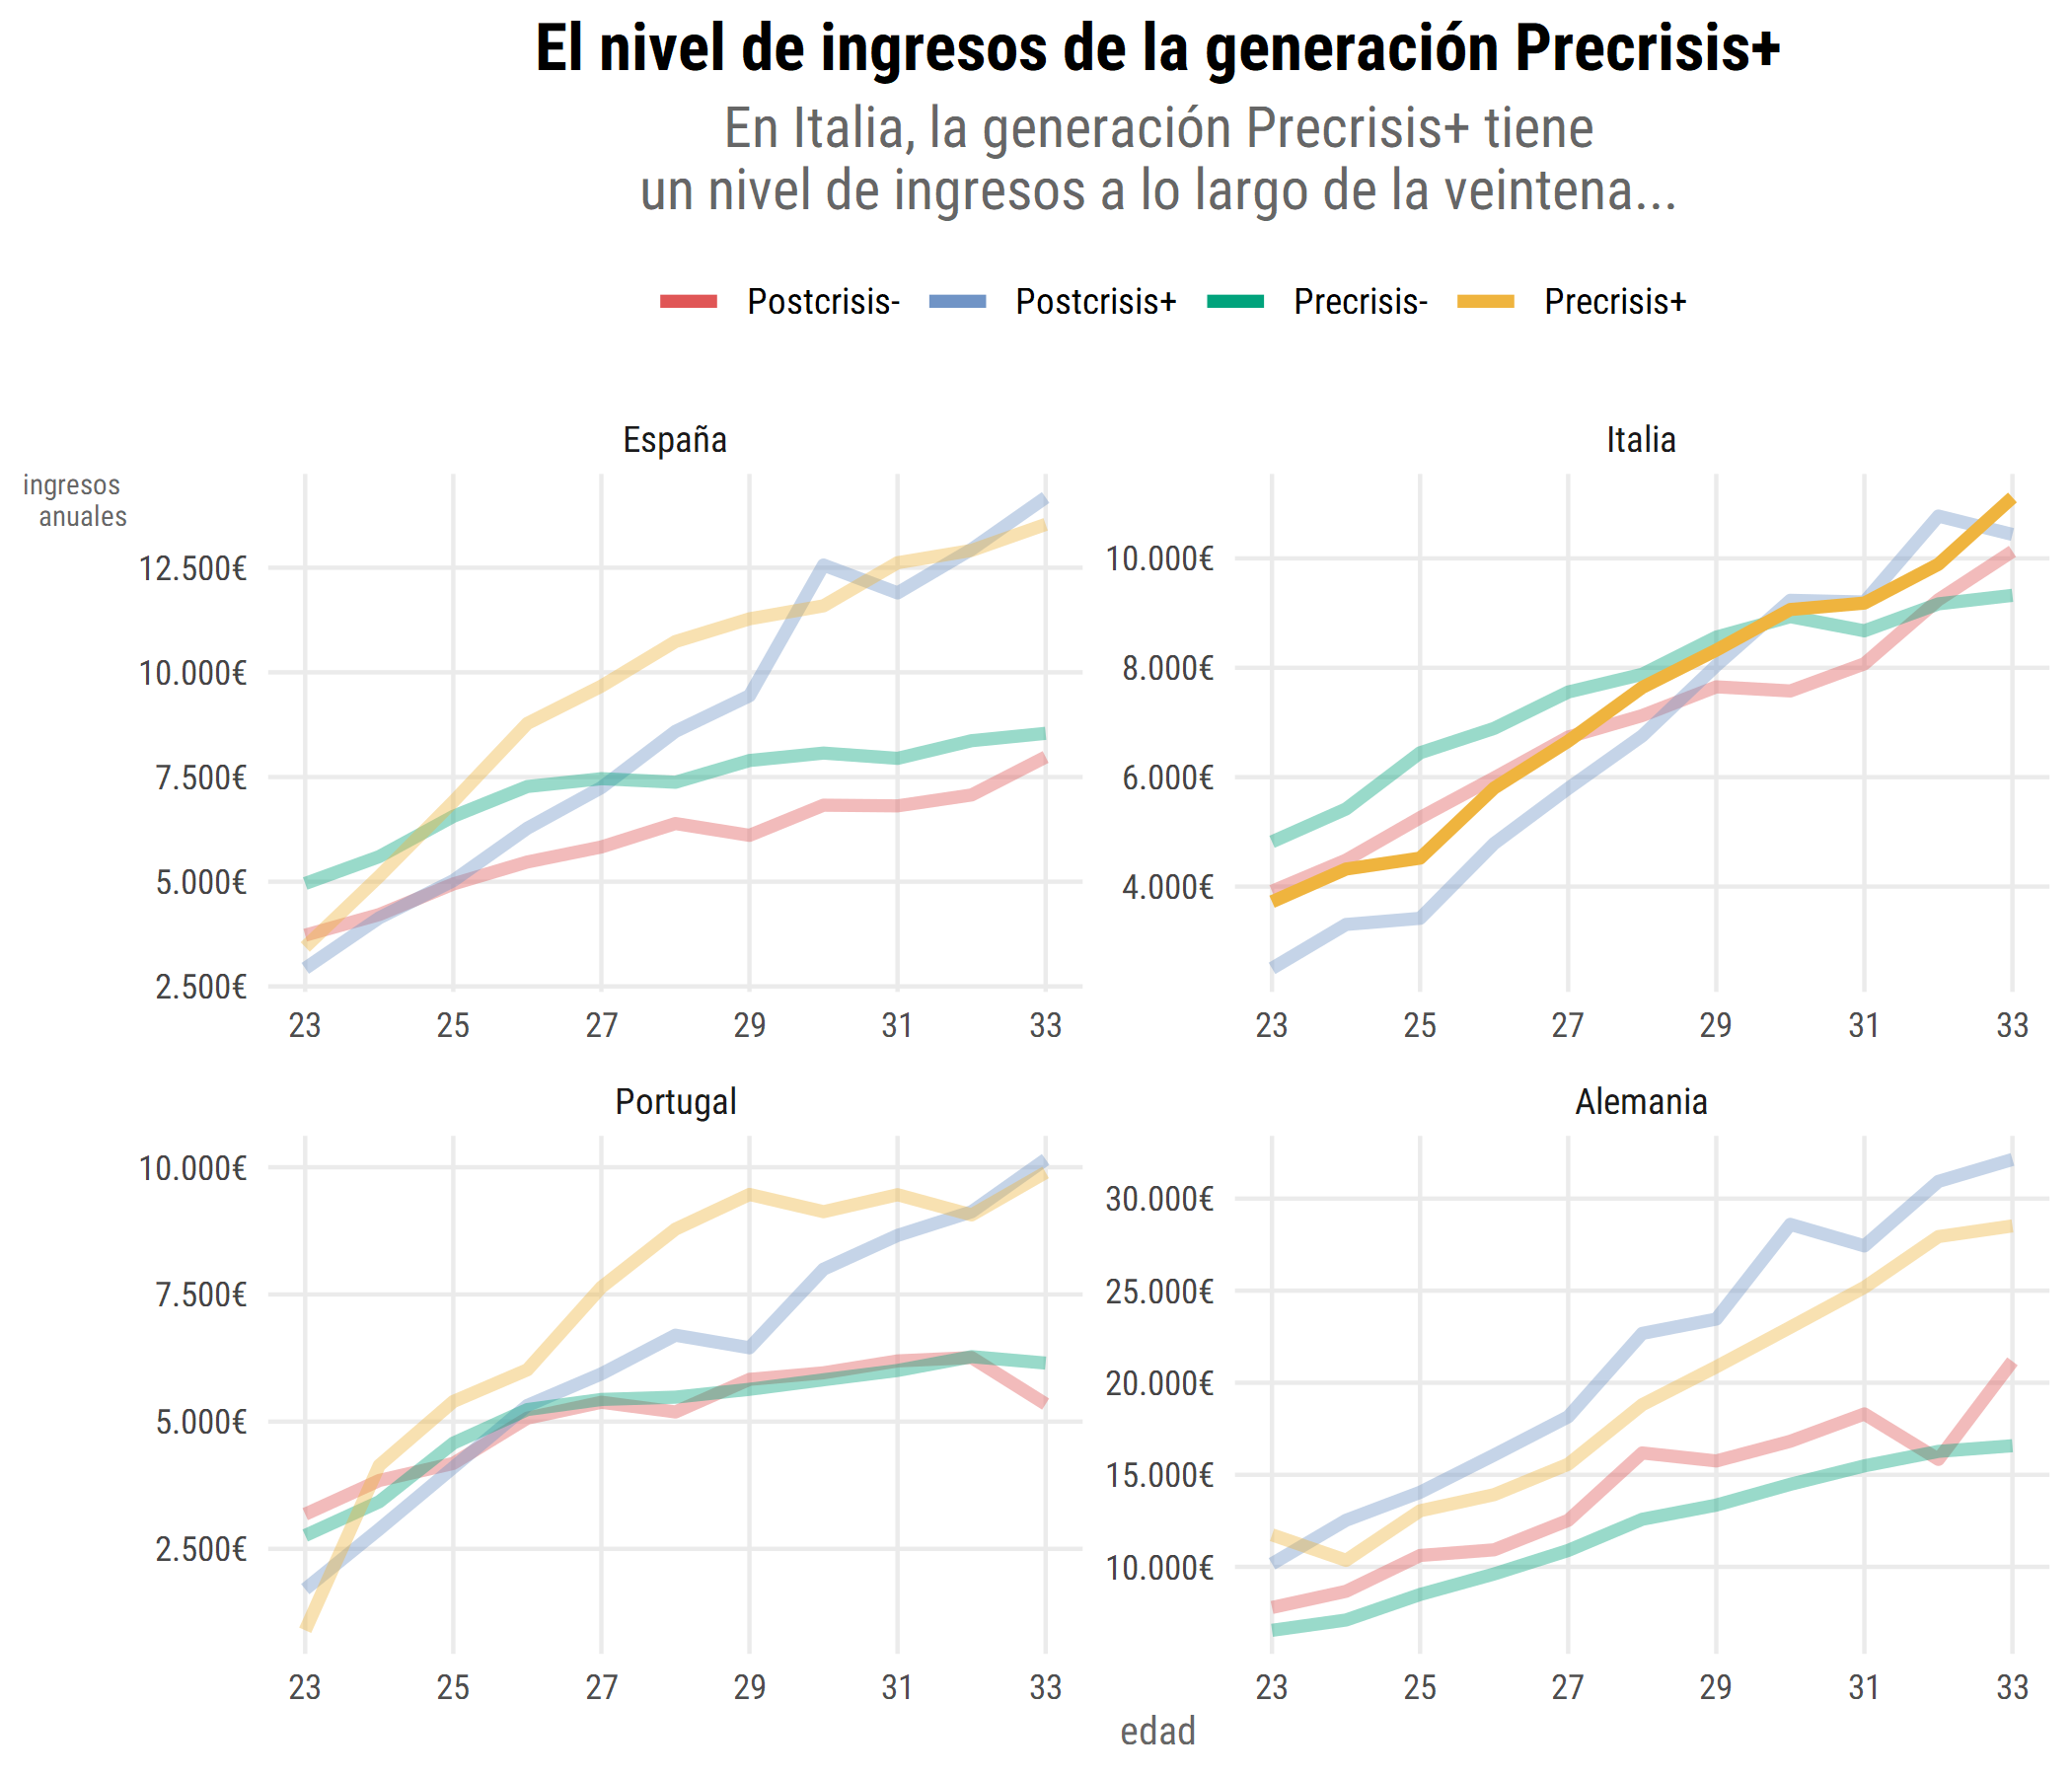 El nivel de ingresos de la generación Precrisis+
En Italia, la generación Precrisis+ tiene
un nivel de ingresos a lo largo de la veintena...
Postcrisis- Postcrisis+ Precrisis- Precrisis+
España
ingresos
anuales
12.500€
10.000€
7.500€
5.000€
2.500€
23 25 27 29 31 33
Italia
10.000€
8.000€
6.000€
4.000€
23 25 27 29 31 33
Portugal
10.000€
7.500€
5.000€
2.500€
23 25 27 29 31 33
Alemania
30.000€
25.000€
20.000€
15.000€
10.000€
23 25 27 29 31 33
edad